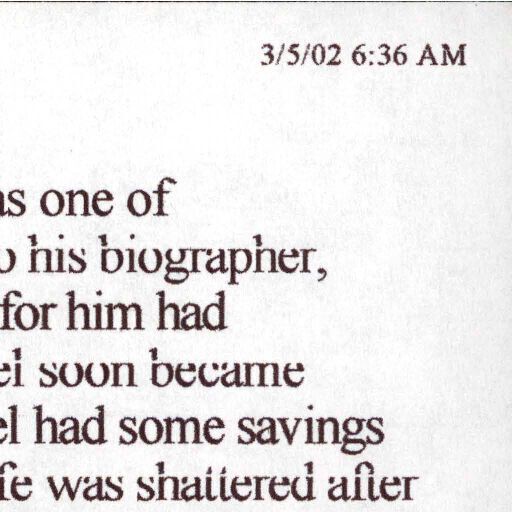 3/5/02 6:36 AM
as one of
o his biographer,
for him had
el soon became
el had some savings
fe was shattered after